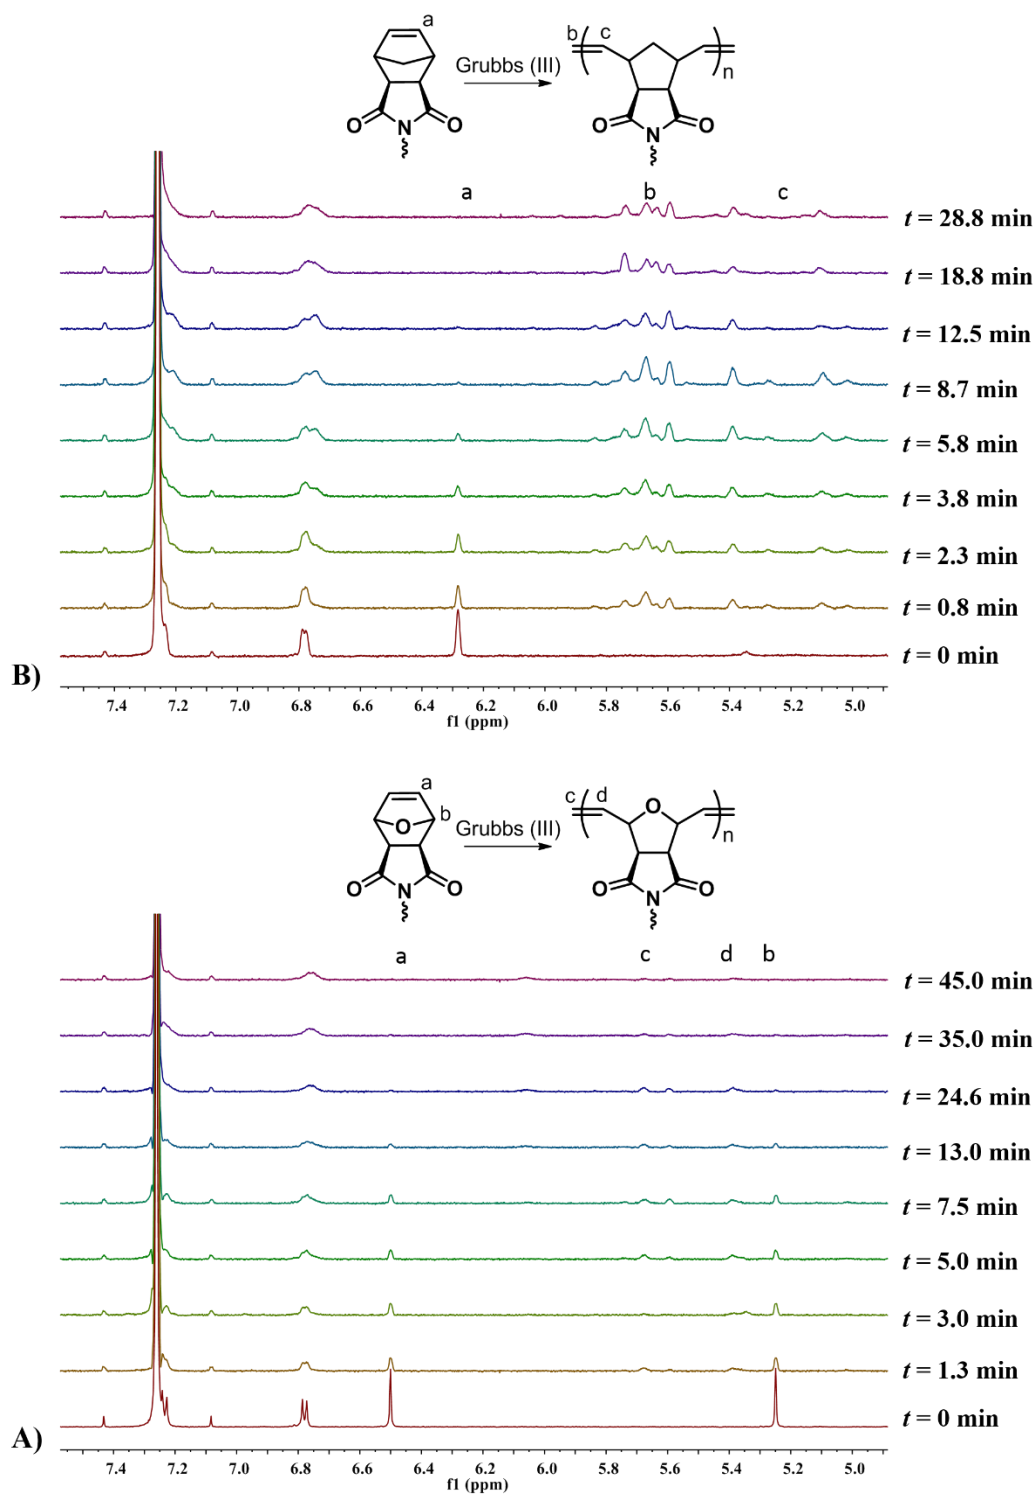 a
b
c
Grubbs (III)
n
O
N
O
O
N
O
a
b
c
t = 28.8 min
t = 18.8 min
t = 12.5 min
t = 8.7 min
t = 5.8 min
t = 3.8 min
t = 2.3 min
t = 0.8 min
t = 0 min
B)
7.4 7.2 7.0 6.8 6.6 6.4 6.2 6.0 5.8 5.6 5.4 5.2 5.0
f1 (ppm)
a
b
O
c
d
O
Grubbs (III)
n
O
N
O
O
N
O
a
c
d
b
t = 45.0 min
t = 35.0 min
t = 24.6 min
t = 13.0 min
t = 7.5 min
t = 5.0 min
t = 3.0 min
t = 1.3 min
t = 0 min
A)
7.4 7.2 7.0 6.8 6.6 6.4 6.2 6.0 5.8 5.6 5.4 5.2 5.0
f1 (ppm)